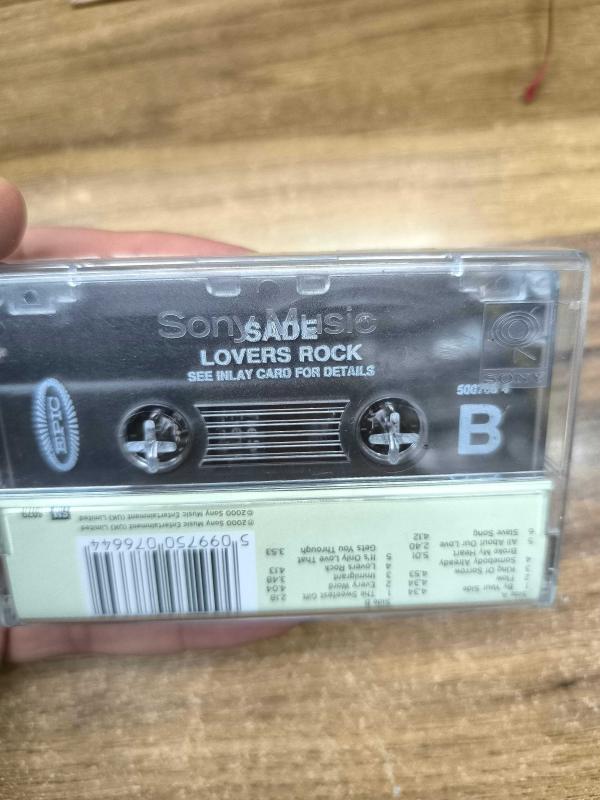 Sony Music
SADE
LOVERS ROCK
SEE INLAY CARD FOR DETAILS
EPIC
SONY
B
Side A
1 By Your Side 4.34
2 Flow 4.34
3 King Of Sorrow 4.53
4 Somebody Already
Broke My Heart 5.01
5 All About Our Love 2.40
6 Slave Song 4.12
Side B
1 The Sweetest Gift 2.18
2 Every Word 4.04
3 Immigrant 3.48
4 Lovers Rock 4.13
5 It's Only Love That
Gets You Through 3.53
5 099750 076644
℗2000 Sony Music Entertainment (UK) Limited
©2000 Sony Music Entertainment (UK) Limited